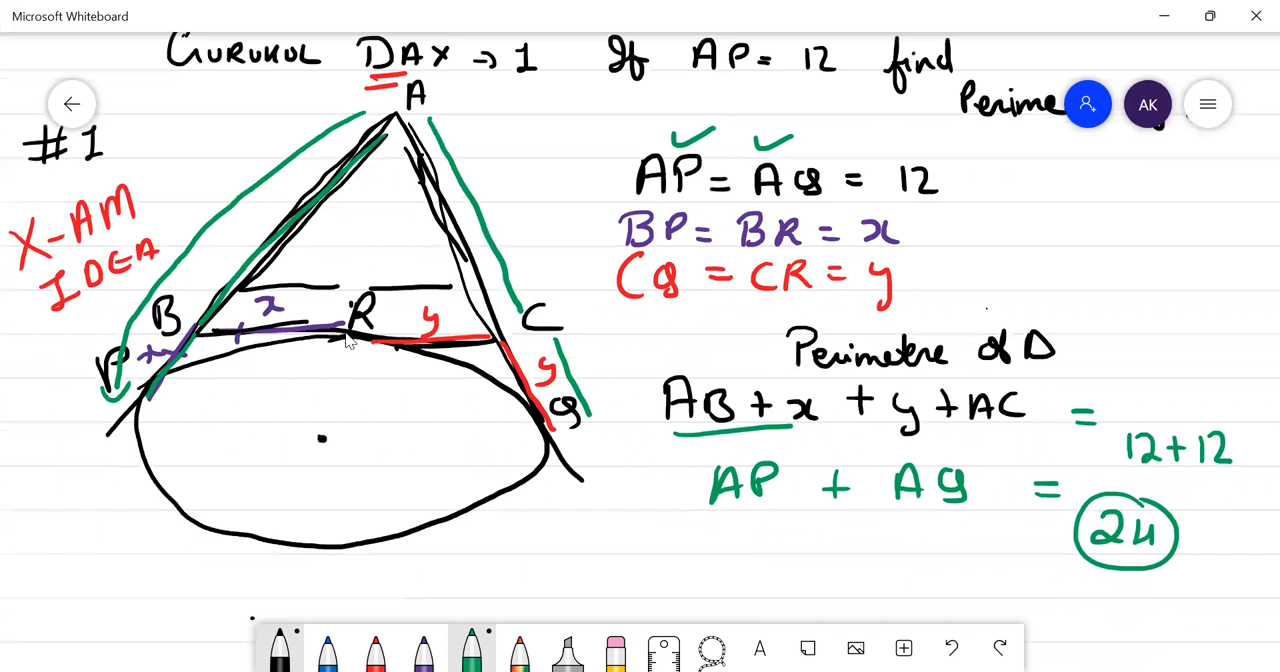 Microsoft Whiteboard
GURUKUL DAX → 1 If AP = 12 find
Perime
AK
#1
A
X-AM
IDEA
AP = AQ = 12
BP = BR = x
CQ = CR = y
B x R y C
P x y Q
Perimetre of Δ
AB + x + y + AC =
12 + 12
AP + AQ =
24
A